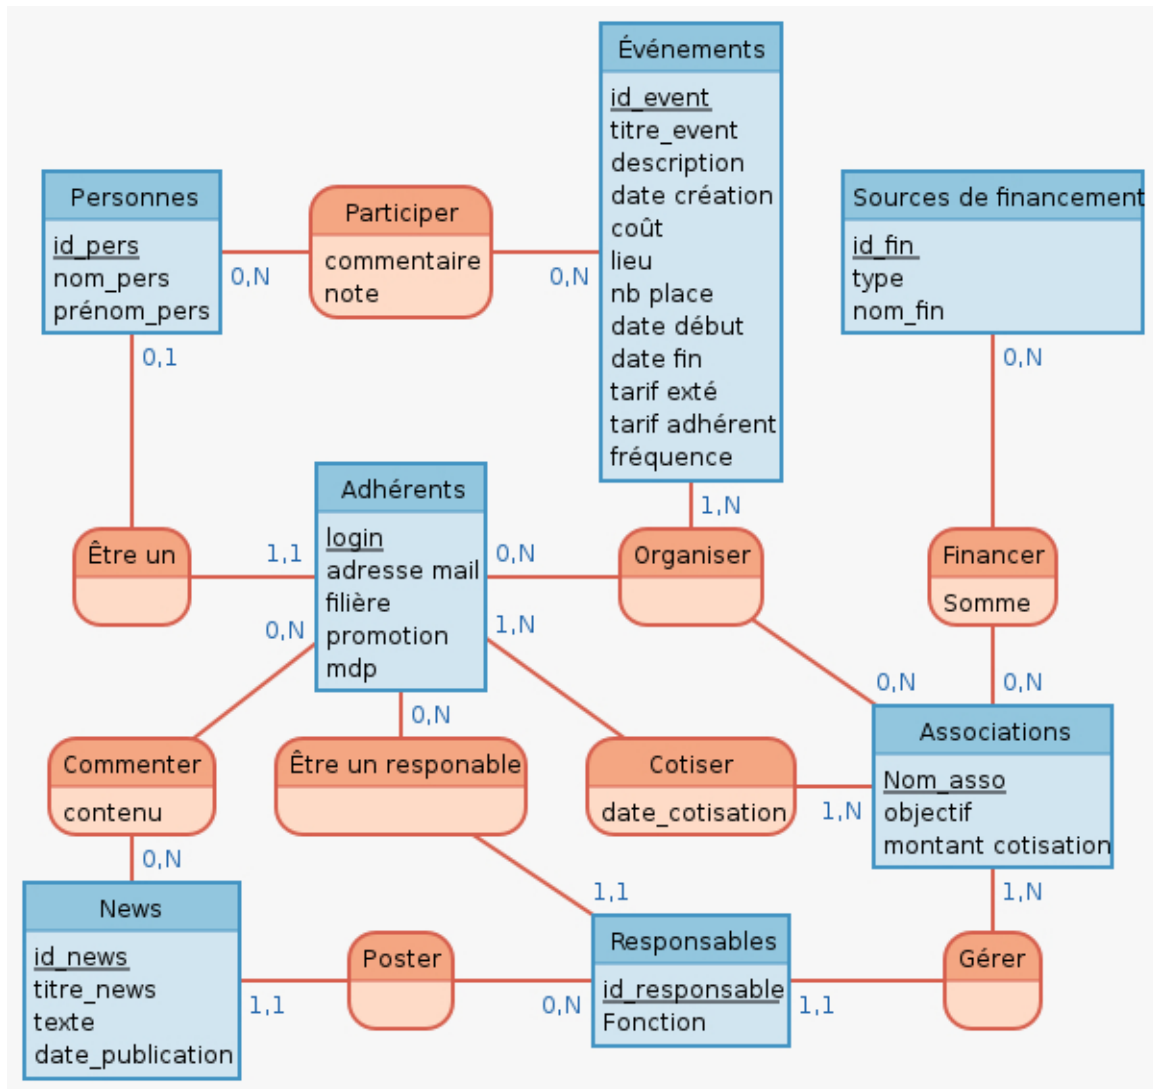 Événements
id_event
titre_event
description
date création
coût
lieu
nb place
date début
date fin
tarif exté
tarif adhérent
fréquence
Personnes
id_pers
nom_pers
prénom_pers
Participer
commentaire
note
0,N
0,N
Sources de financement
id_fin
type
nom_fin
0,1
0,N
1,N
Être un
1,1
Adhérents
login
adresse mail
filière
promotion
mdp
0,N
Organiser
Financer
Somme
0,N
1,N
0,N
0,N
0,N
Commenter
contenu
Être un responable
Cotiser
date_cotisation
1,N
Associations
Nom_asso
objectif
montant cotisation
0,N
1,1
1,N
News
id_news
titre_news
texte
date_publication
1,1
Poster
0,N
Responsables
id_responsable
Fonction
1,1
Gérer